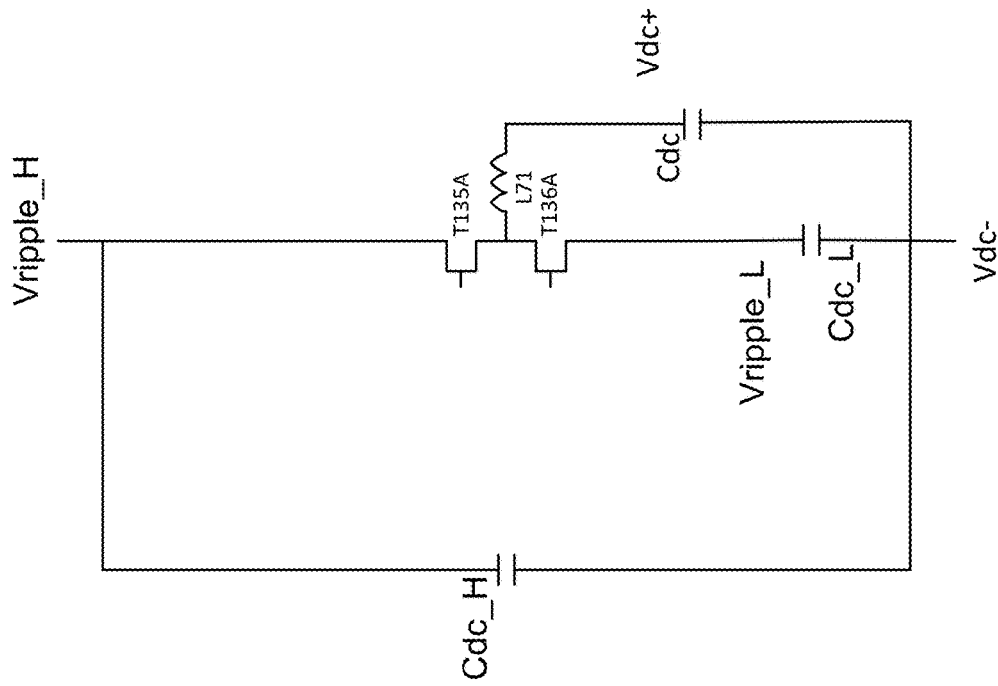 Vripple_H
Vdc+
T135A
L71
T136A
Cdc
Vripple_L
Cdc_L
Vdc-
Cdc_H